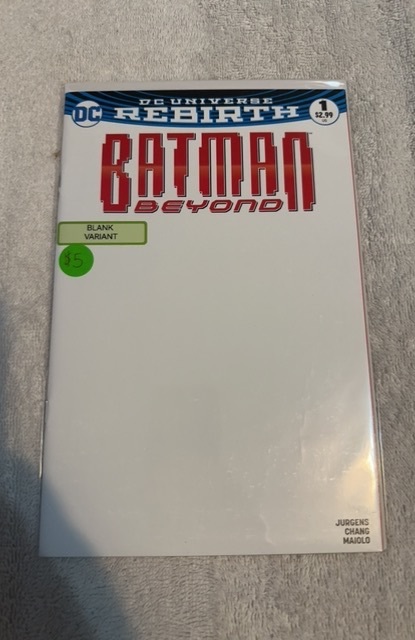 DC
DC UNIVERSE
REBIRTH
1
$2.99
US
BATMAN
BEYOND
BLANK
VARIANT
$5
JURGENS
CHANG
MAIOLO